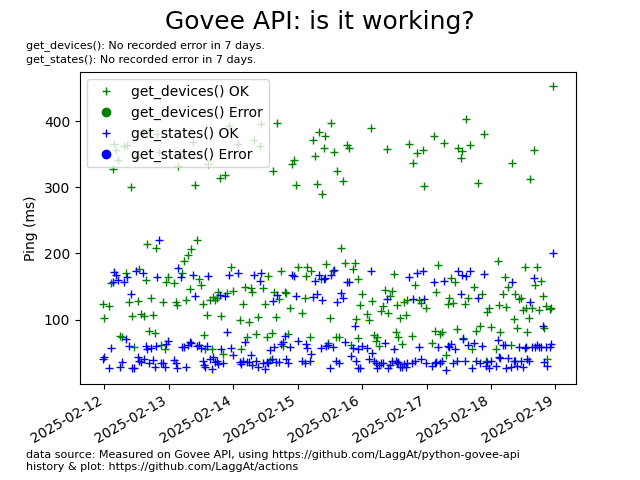 Govee API: is it working?
get_devices(): No recorded error in 7 days.
get_states(): No recorded error in 7 days.
get_devices() OK
get_devices() Error
get_states() OK
get_states() Error
Ping (ms)
400
300
200
100
2025-02-12
2025-02-13
2025-02-14
2025-02-15
2025-02-16
2025-02-17
2025-02-18
2025-02-19
data source: Measured on Govee API, using https://github.com/LaggAt/python-govee-api
history & plot: https://github.com/LaggAt/actions